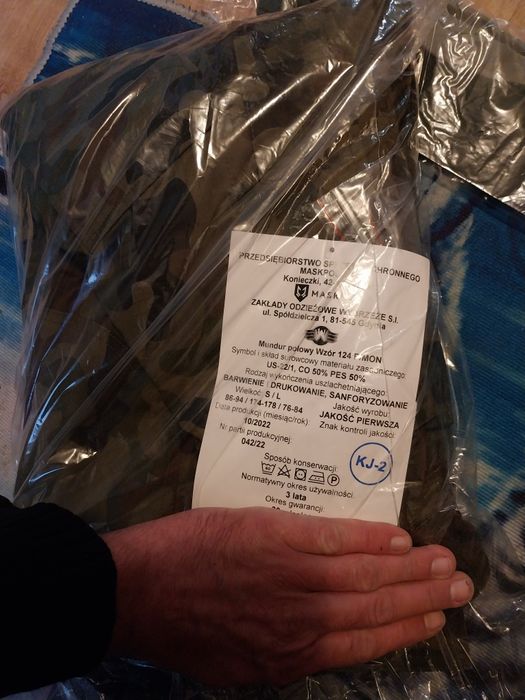 PRZEDSIĘBIORSTWO OCHRONNEGO
Konieczki, 42-
MASK
ZAKŁADY ODZIEŻOWE WYBRZEŻE S.I.
ul. Spółdzielcza 1, 81-545 Gdynia
Mundur polowy Wzór 124
Symbol i skład surowcowy materiału zasadniczego:
US-22/1, CO 50% PES 50%
Rodzaj wykończenia uszlachetniającego:
BARWIENIE I DRUKOWANIE, SANFORYZOWANIE
Wielkość: S / L
Jakość wyrobu:
86-94 / 174-178 / 76-84
JAKOŚĆ PIERWSZA
Data produkcji (miesiąc/rok):
Znak kontroli jakości:
10/2022
Nr partii produkcyjnej:
042/22
KJ-2
Sposób konserwacji:
P
Normatywny okres używalności:
3 lata
Okres gwarancji: